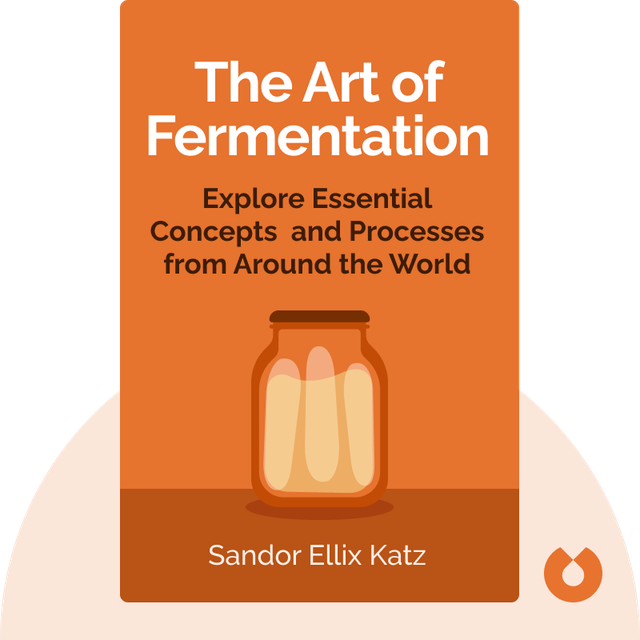 The Art of
Fermentation
Explore Essential
Concepts  and Processes
from Around the World
Sandor Ellix Katz